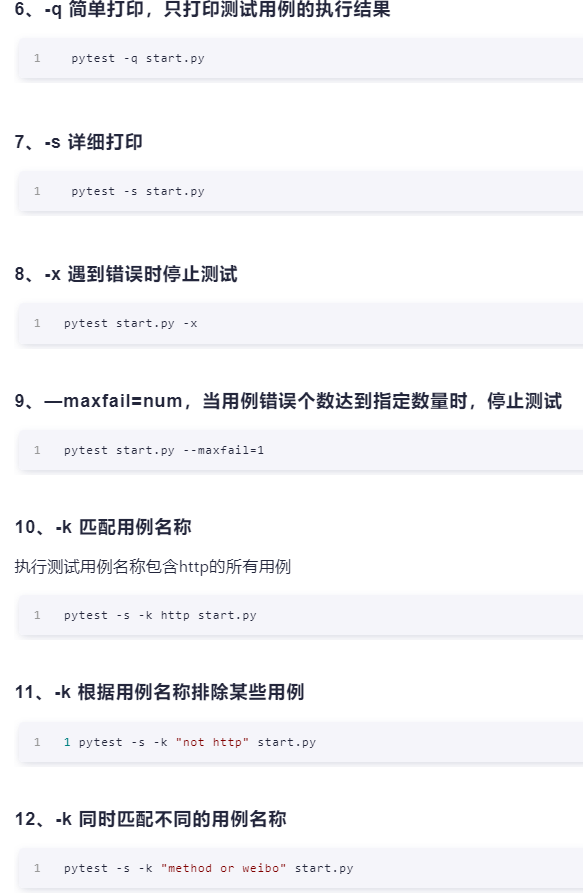 6、-q 简单打印，只打印测试用例的执行结果
1 pytest -q start.py
7、-s 详细打印
1 pytest -s start.py
8、-x 遇到错误时停止测试
1 pytest start.py -x
9、—maxfail=num，当用例错误个数达到指定数量时，停止测试
1 pytest start.py --maxfail=1
10、-k 匹配用例名称
执行测试用例名称包含http的所有用例
1 pytest -s -k http start.py
11、-k 根据用例名称排除某些用例
1 1 pytest -s -k "not http" start.py
12、-k 同时匹配不同的用例名称
1 pytest -s -k "method or weibo" start.py